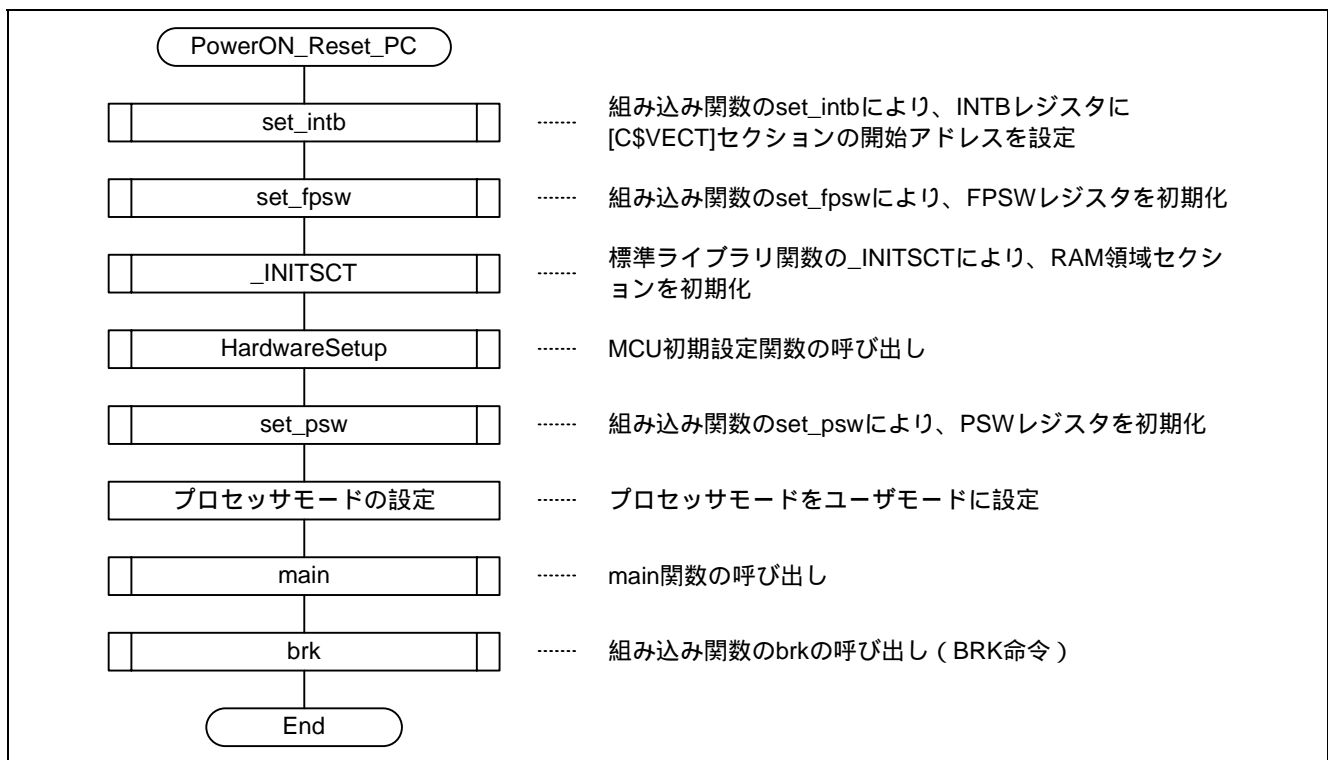 PowerON_Reset_PC
set_intb
組み込み関数のset_intbにより、INTBレジスタに
[C$VECT]セクションの開始アドレスを設定
set_fpsw
組み込み関数のset_fpswにより、FPSWレジスタを初期化
_INITSCT
標準ライブラリ関数の_INITSCTにより、RAM領域セクシ
ョンを初期化
HardwareSetup
MCU初期設定関数の呼び出し
set_psw
組み込み関数のset_pswにより、PSWレジスタを初期化
プロセッサモードの設定
プロセッサモードをユーザモードに設定
main
main関数の呼び出し
brk
組み込み関数のbrkの呼び出し（BRK命令）
End